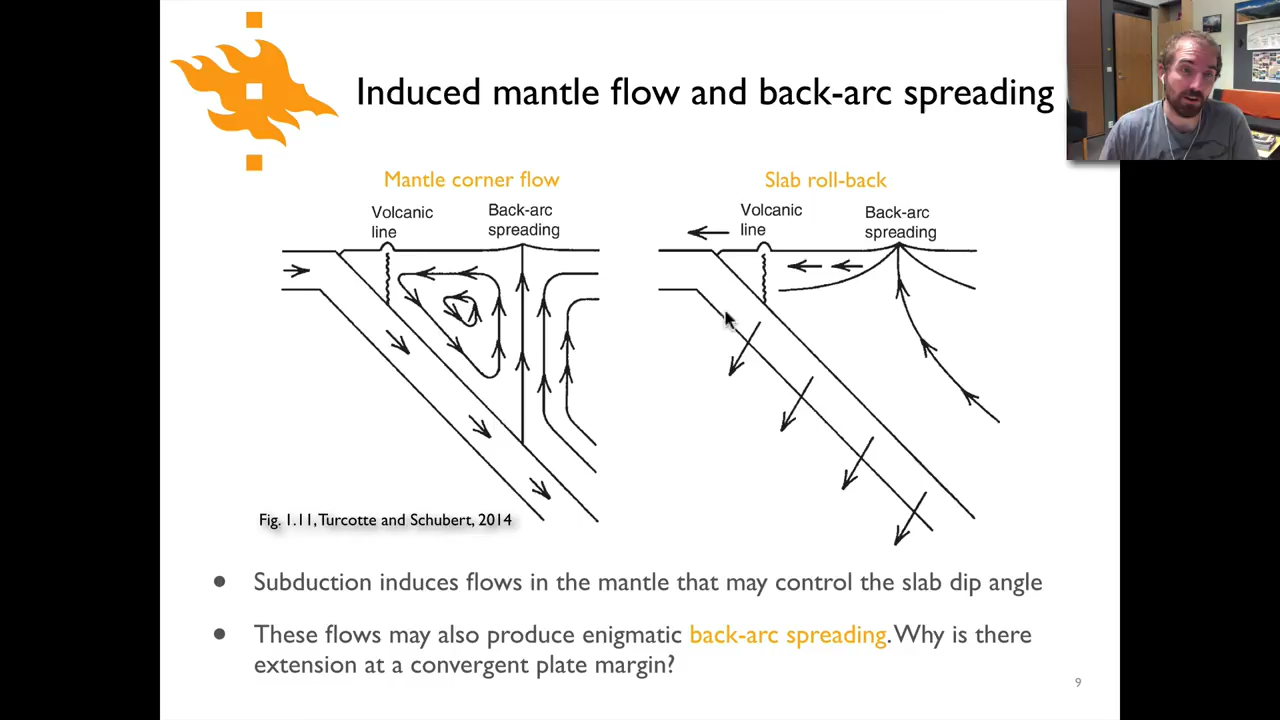 Induced mantle flow and back-arc spreading
Mantle corner flow
Volcanic
line
Back-arc
spreading
Slab roll-back
Volcanic
line
Back-arc
spreading
Fig. 1.11, Turcotte and Schubert, 2014
● Subduction induces flows in the mantle that may control the slab dip angle
● These flows may also produce enigmatic back-arc spreading. Why is there
extension at a convergent plate margin?
9